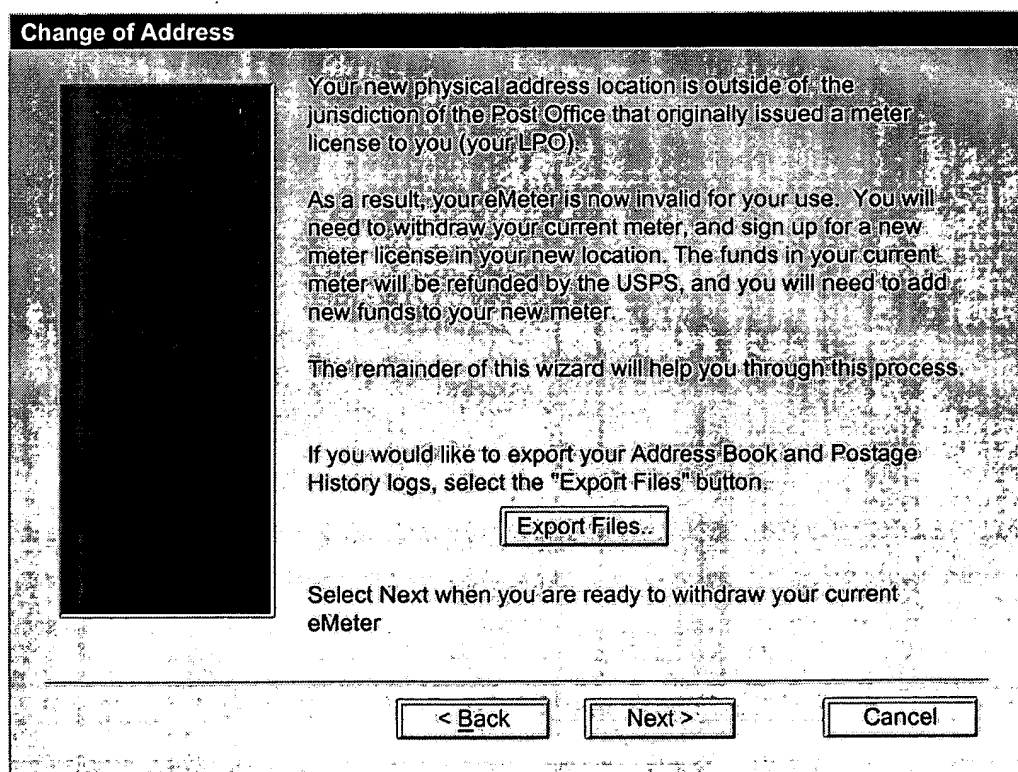 Change of Address
Your new physical address location is outside of, the
jurisdiction of the Post Office that originally issued a meter
license to you (your LPO).
As a result, your eMeter is now invalid for your use. You will
need to withdraw your current meter, and sign up for a new
meter license in your new location. The funds in your current
meter will be refunded by the USPS, and you will need to add
new funds to your new meter.
The remainder of this wizard will help you through this process.
If you would like to export your Address Book and Postage
History logs, select the "Export Files" button.
Export Files..
Select Next when you are ready to withdraw your current
eMeter
< Back Next > Cancel